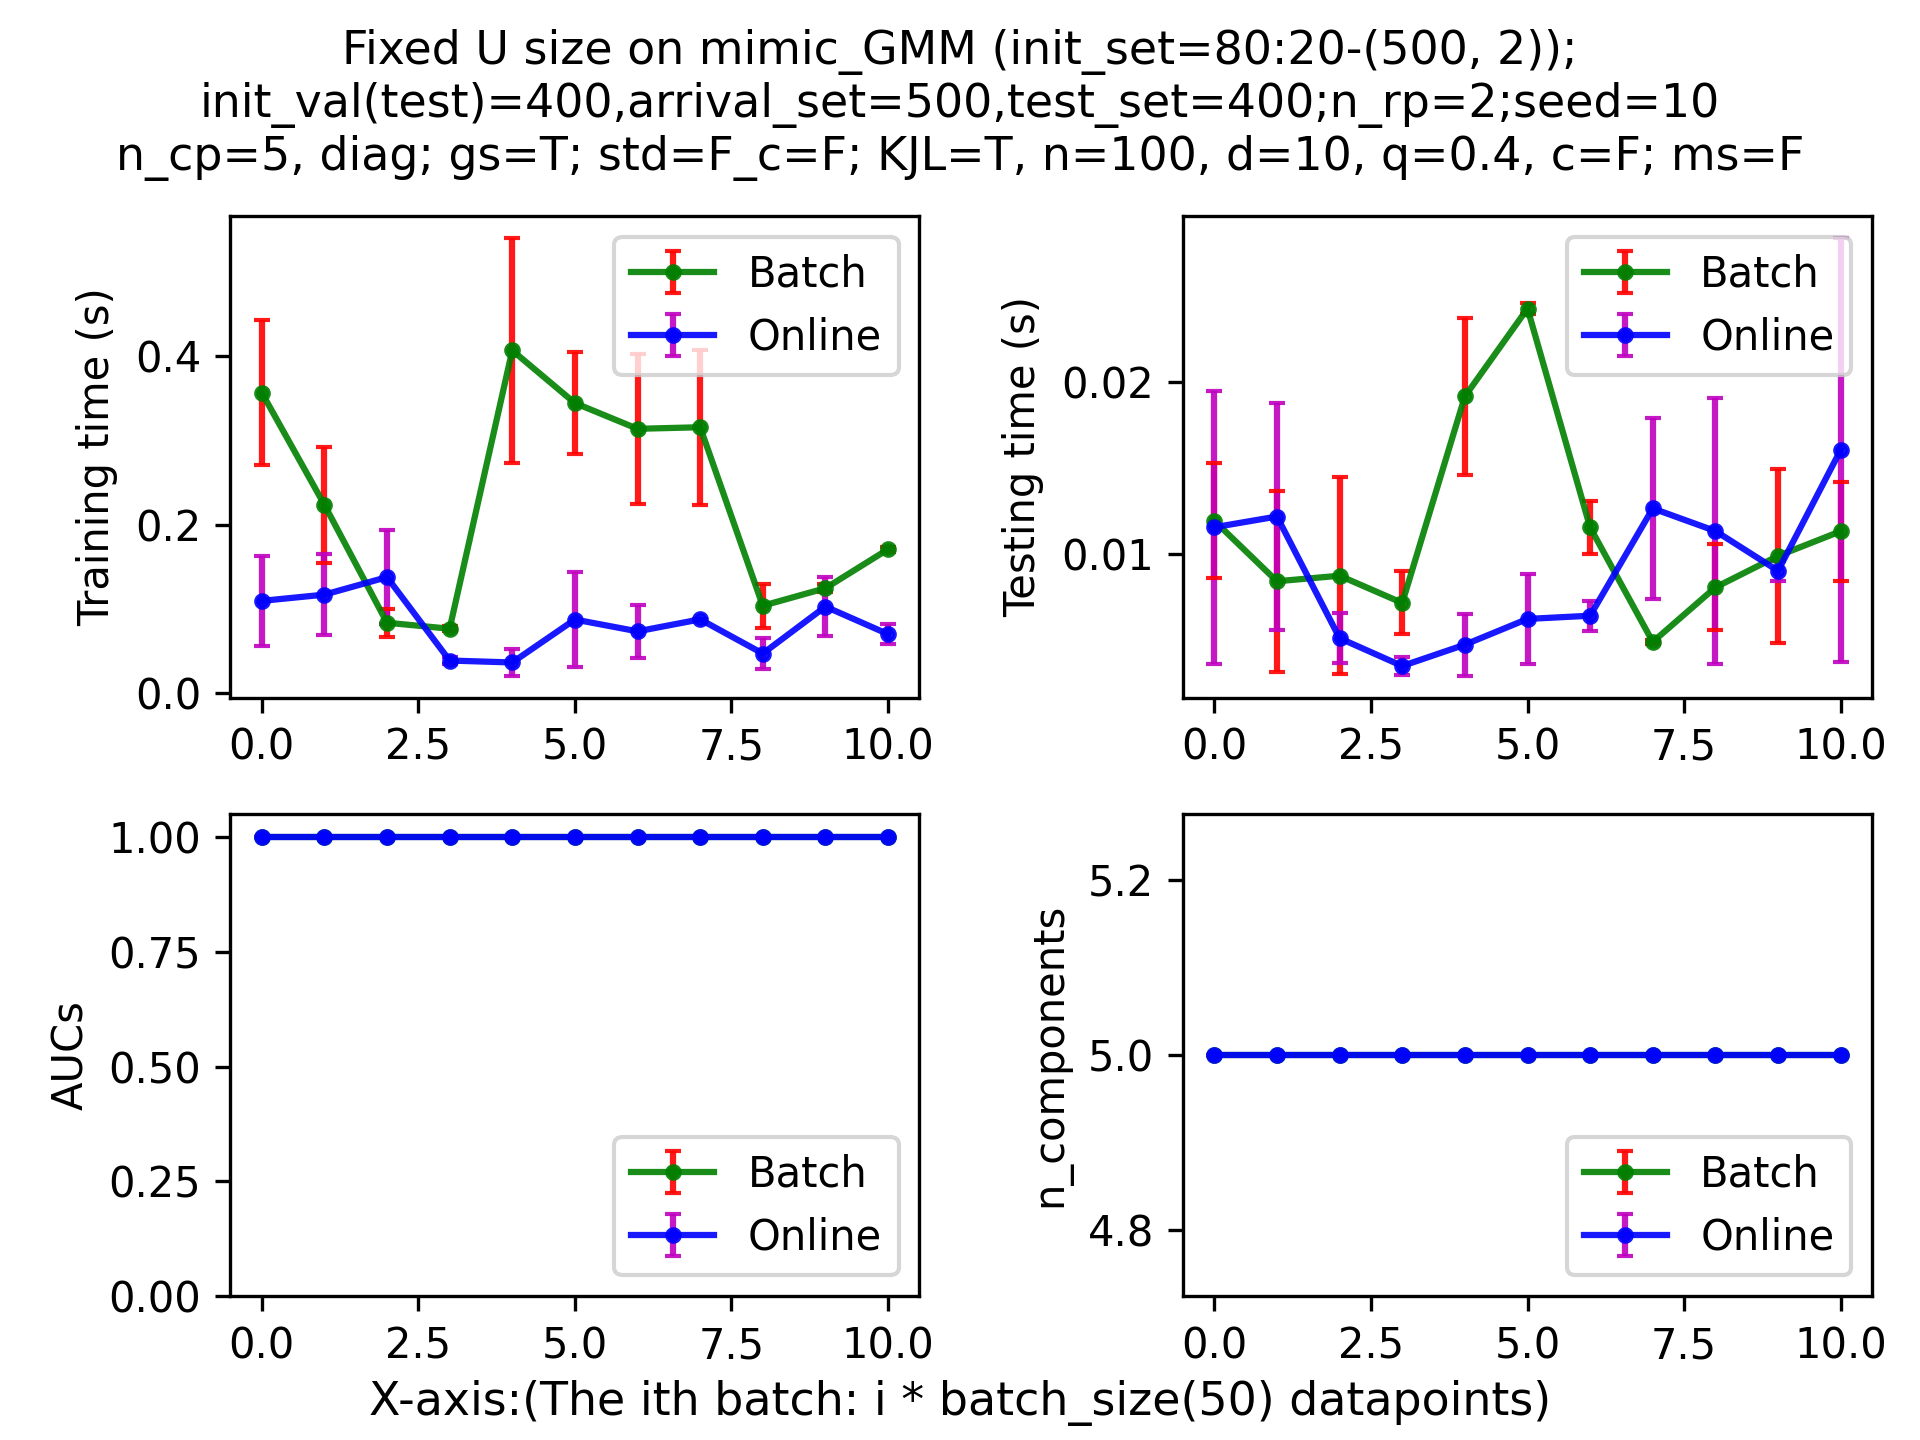 Fixed U size on mimic_GMM (init_set=80:20-(500, 2));
init_val(test)=400,arrival_set=500,test_set=400;n_rp=2;seed=10
n_cp=5, diag; gs=T; std=F_c=F; KJL=T, n=100, d=10, q=0.4, c=F; ms=F
Training time (s)
0.4
0.2
0.0
Batch
Online
0.0 2.5 5.0 7.5 10.0
Testing time (s)
0.02
0.01
Batch
Online
0.0 2.5 5.0 7.5 10.0
AUCs
1.00
0.75
0.50
0.25
0.00
Batch
Online
0.0 2.5 5.0 7.5 10.0
n_components
5.2
5.0
4.8
Batch
Online
0.0 2.5 5.0 7.5 10.0
X-axis:(The ith batch: i * batch_size(50) datapoints)